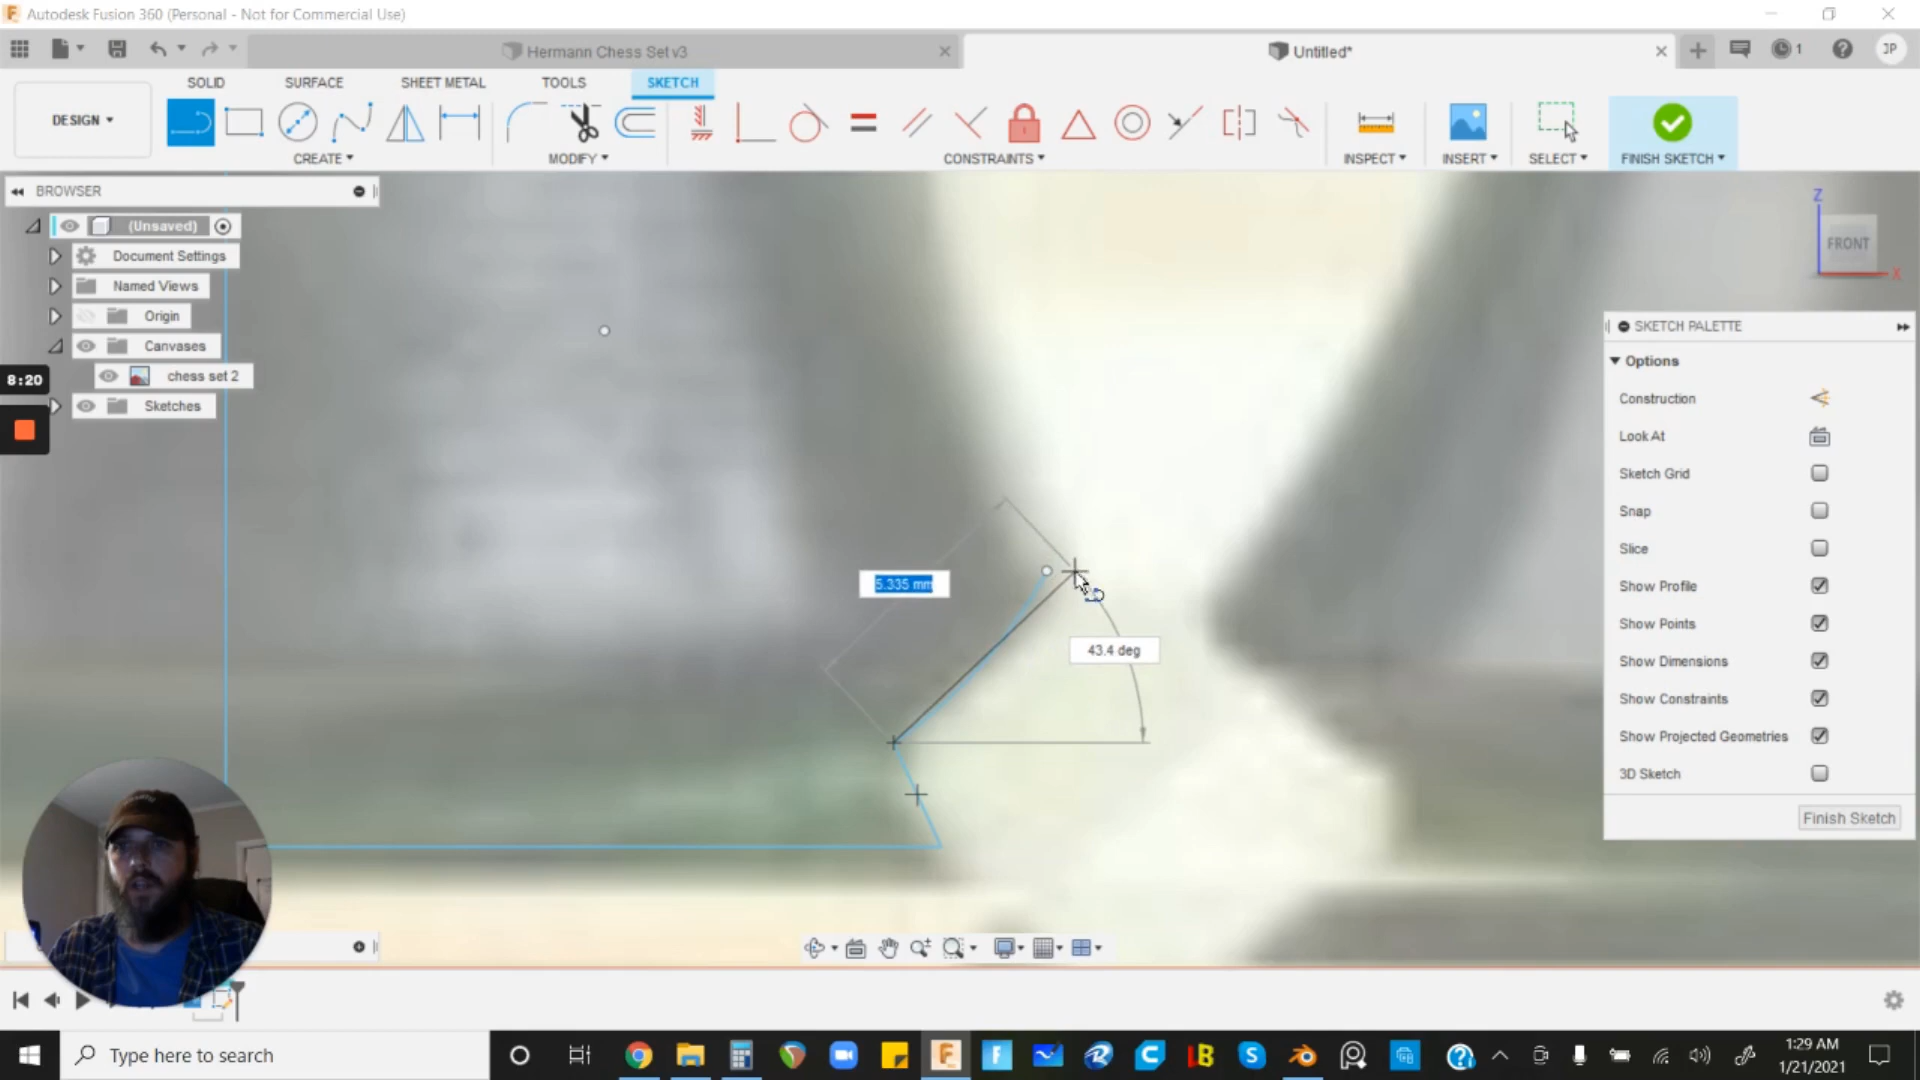 Autodesk Fusion 360 (Personal - Not for Commercial Use)
Hermann Chess Set v3
Untitled*
1
JP
SOLID
SURFACE
SHEET METAL
TOOLS
SKETCH
DESIGN
CREATE
MODIFY
CONSTRAINTS
INSPECT
INSERT
SELECT
FINISH SKETCH
BROWSER
(Unsaved)
Document Settings
Named Views
Origin
Canvases
chess set 2
Sketches
8:20
Z
FRONT
X
5.335 mm
43.4 deg
SKETCH PALETTE
Options
Construction
Look At
Sketch Grid
Snap
Slice
Show Profile
Show Points
Show Dimensions
Show Constraints
Show Projected Geometries
3D Sketch
Finish Sketch
Type here to search
1:29 AM
1/21/2021